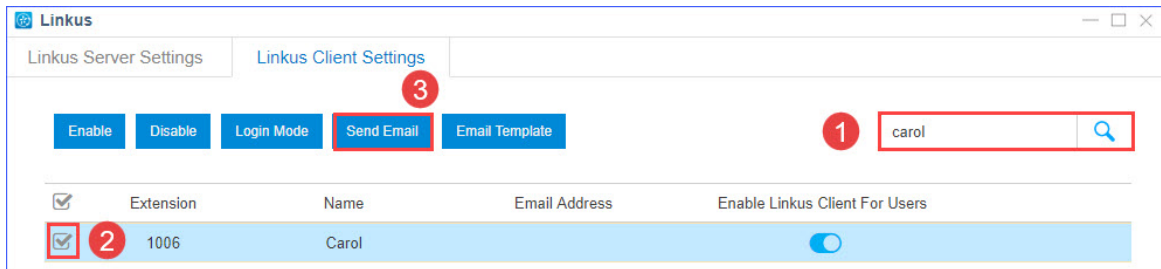 Linkus
Linkus Server Settings Linkus Client Settings
3
Enable Disable Login Mode Send Email Email Template 1 carol
Extension Name Email Address Enable Linkus Client For Users
2 1006 Carol